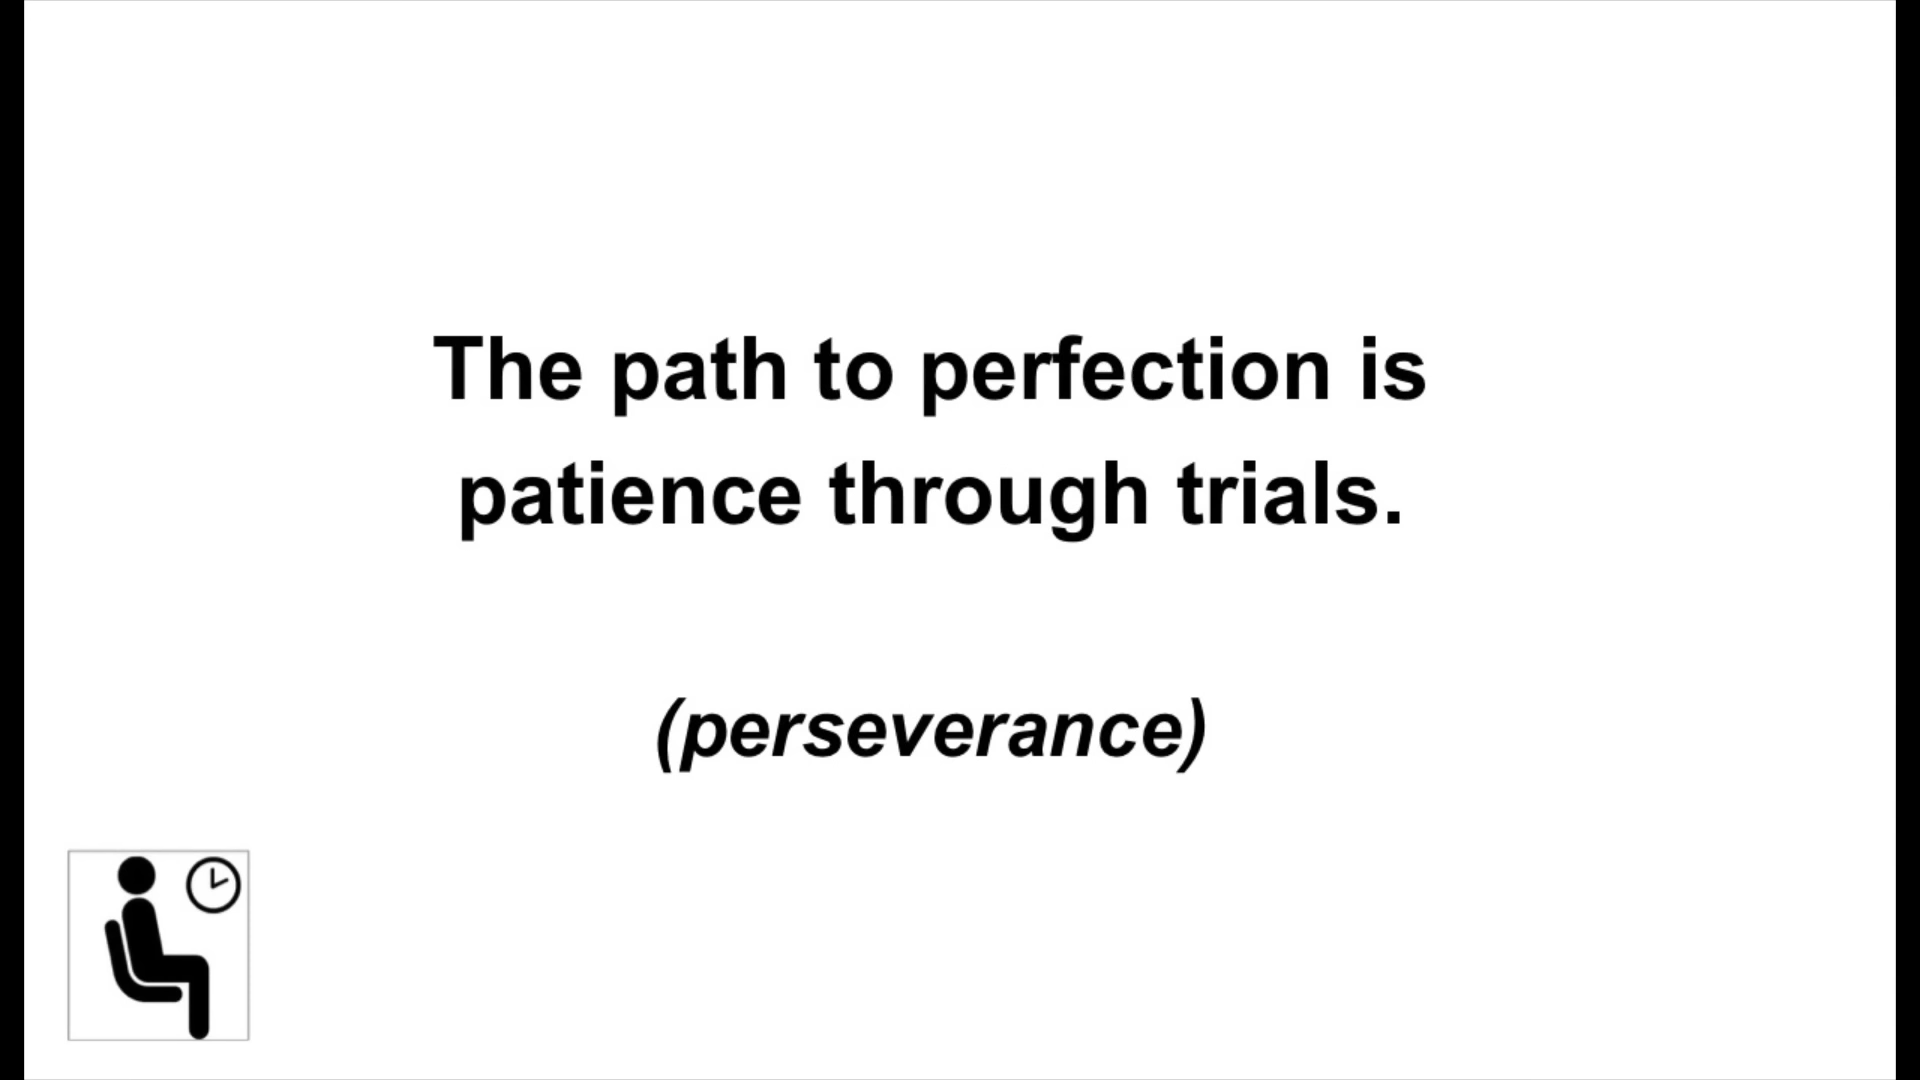 The path to perfection is
patience through trials.
(perseverance)